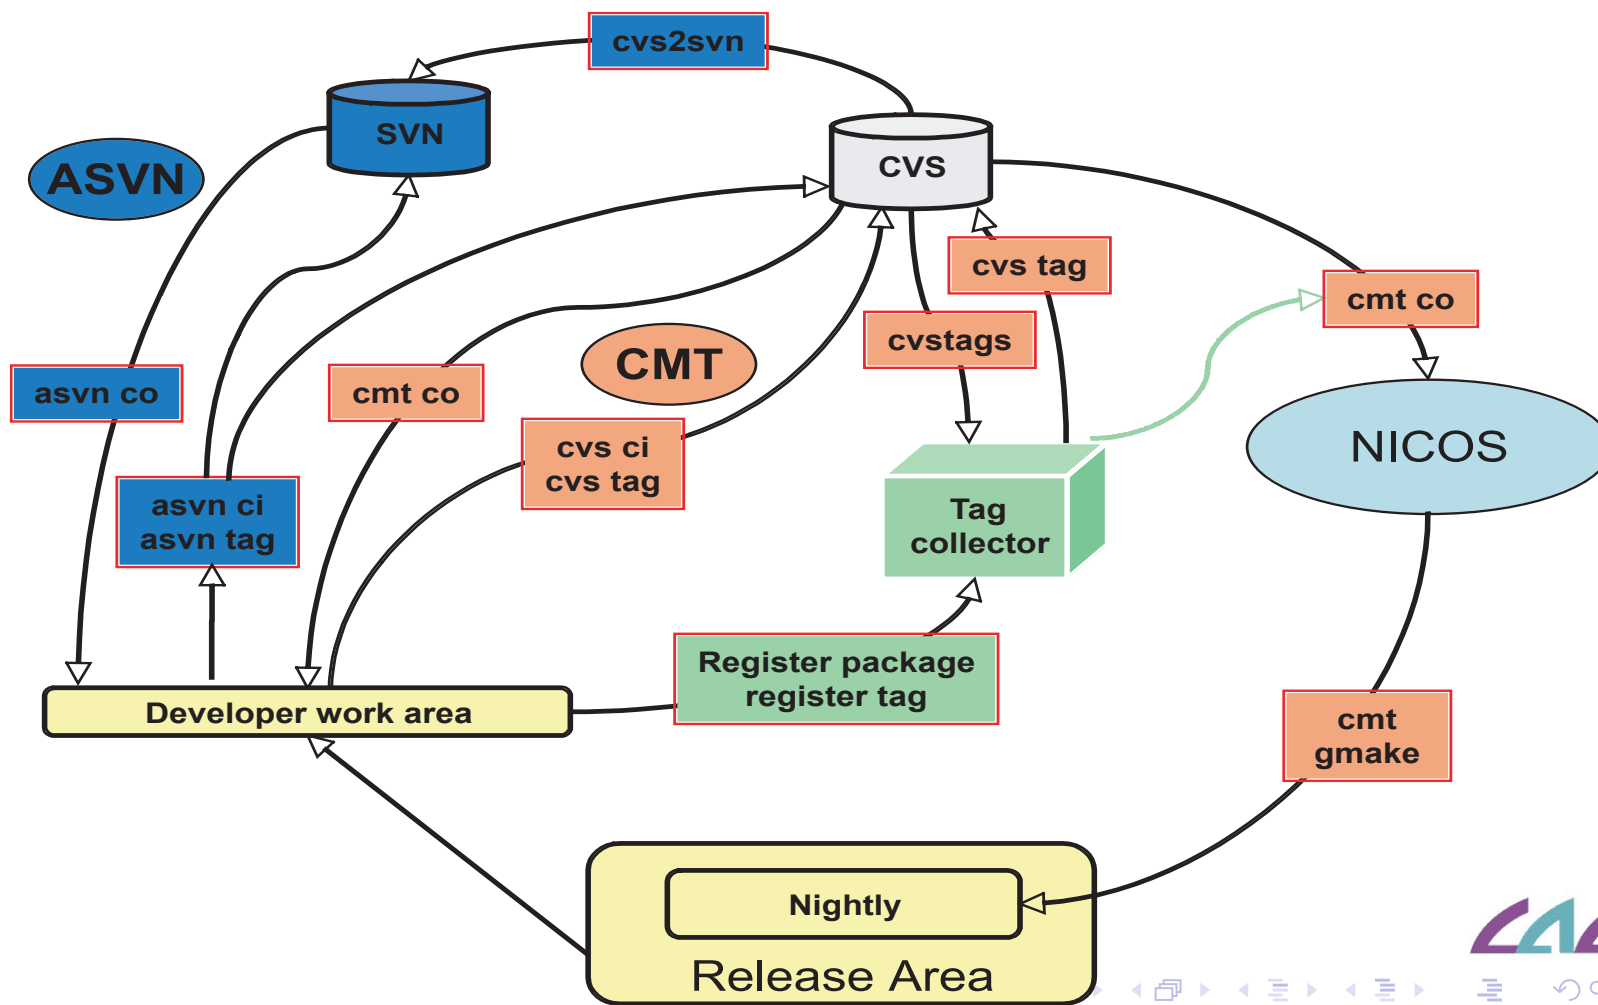 cvs2svn
SVN
ASVN
CVS
cvs tag
cmt co
cvstags
CMT
asvn co
cmt co
cvs ci
cvs tag
NICOS
asvn ci
asvn tag
Tag
collector
Register package
register tag
Developer work area
cmt
gmake
Nightly
Release Area